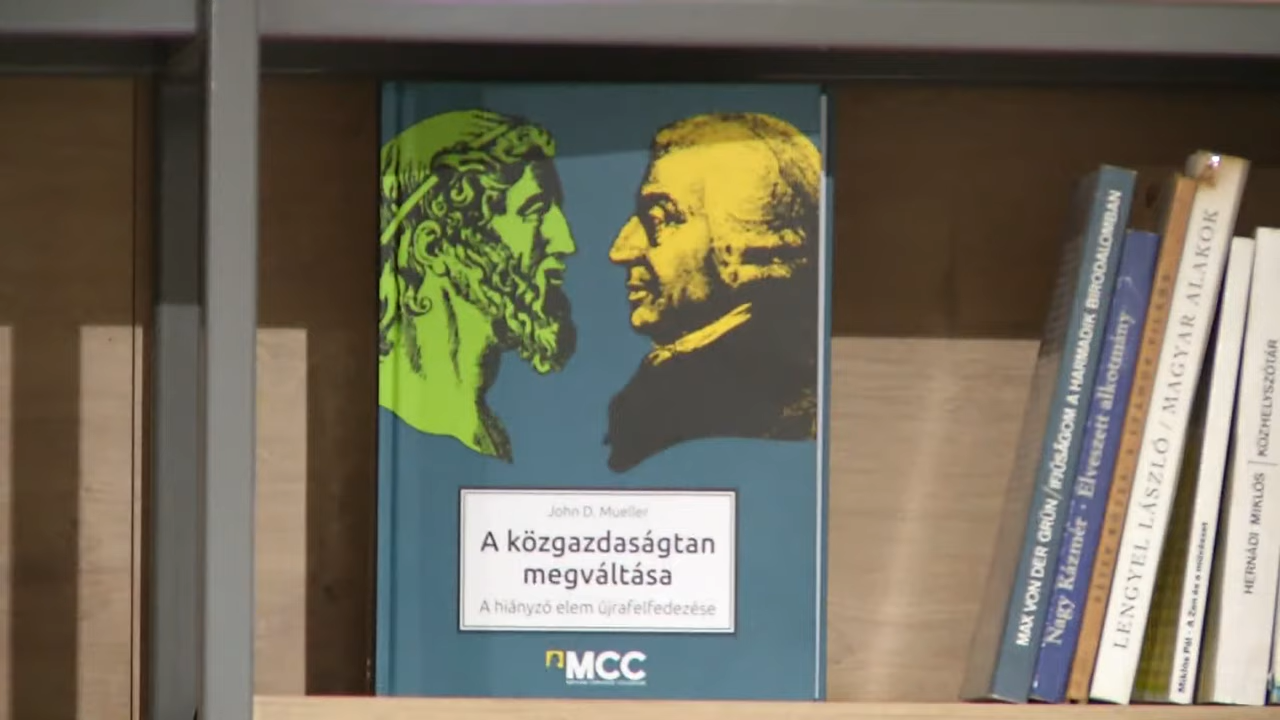 John D. Mueller
A közgazdaságtan
megváltása
A hiányzó elem újrafelfedezése
MCC
MAX VON DER GRÜN / IFJÚSÁGOM A HARMADIK BIRODALOMBAN
Nagy Kázmér · Elveszett alkotmány
LENGYEL LÁSZLÓ / MAGYAR ALAKOK
Miklós Pál · A Zen és a művészet
HERNÁDI MIKLÓS | KÖZHELYSZÓTÁR